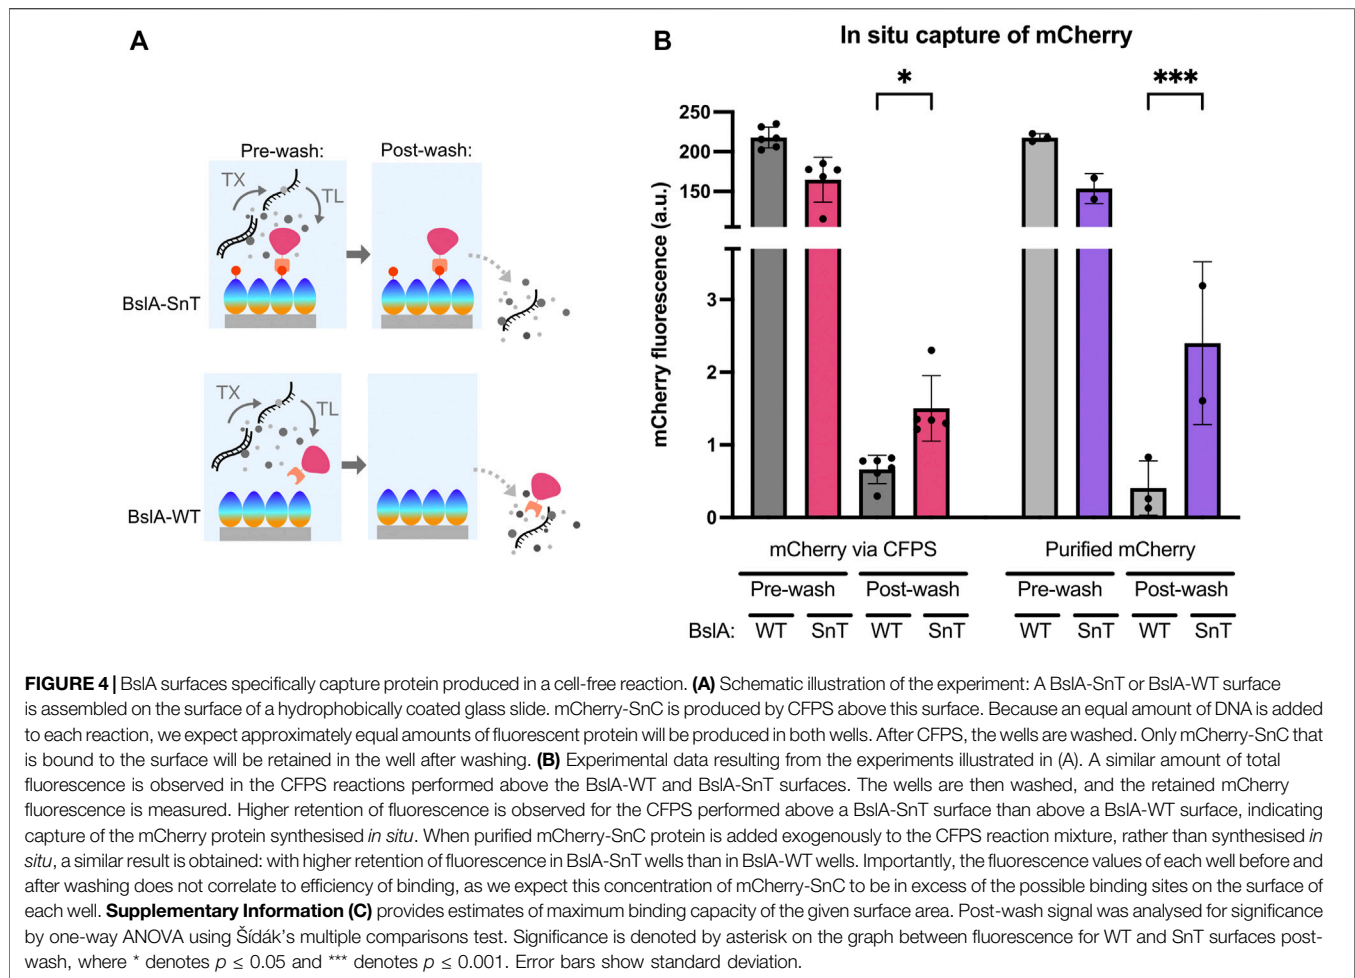 A
Pre-wash:
Post-wash:
TX
TL
BslA-SnT
TX
TL
BslA-WT
B
In situ capture of mCherry
*
***
mCherry fluorescence (a.u.)
250
200
150
3
2
1
0
mCherry via CFPS
Purified mCherry
Pre-wash
Post-wash
Pre-wash
Post-wash
BslA:
WT
SnT
WT
SnT
WT
SnT
WT
SnT
FIGURE 4 | BslA surfaces specifically capture protein produced in a cell-free reaction. (A) Schematic illustration of the experiment: A BslA-SnT or BslA-WT surface
is assembled on the surface of a hydrophobically coated glass slide. mCherry-SnC is produced by CFPS above this surface. Because an equal amount of DNA is added
to each reaction, we expect approximately equal amounts of fluorescent protein will be produced in both wells. After CFPS, the wells are washed. Only mCherry-SnC that
is bound to the surface will be retained in the well after washing. (B) Experimental data resulting from the experiments illustrated in (A). A similar amount of total
fluorescence is observed in the CFPS reactions performed above the BslA-WT and BslA-SnT surfaces. The wells are then washed, and the retained mCherry
fluorescence is measured. Higher retention of fluorescence is observed for the CFPS performed above a BslA-SnT surface than above a BslA-WT surface, indicating
capture of the mCherry protein synthesised in situ. When purified mCherry-SnC protein is added exogenously to the CFPS reaction mixture, rather than synthesised in
situ, a similar result is obtained: with higher retention of fluorescence in BslA-SnT wells than in BslA-WT wells. Importantly, the fluorescence values of each well before and
after washing does not correlate to efficiency of binding, as we expect this concentration of mCherry-SnC to be in excess of the possible binding sites on the surface of
each well. Supplementary Information (C) provides estimates of maximum binding capacity of the given surface area. Post-wash signal was analysed for significance
by one-way ANOVA using Šídák's multiple comparisons test. Significance is denoted by asterisk on the graph between fluorescence for WT and SnT surfaces post-
wash, where * denotes p ≤ 0.05 and *** denotes p ≤ 0.001. Error bars show standard deviation.